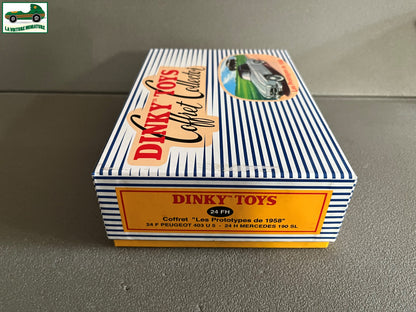 LA VOITURE MINIATURE
DINKY TOYS
Coffret Collector
DINKY TOYS
24 FH
Coffret "Les Prototypes de 1958"
24 F PEUGEOT 403 U 5 - 24 H MERCEDES 190 SL